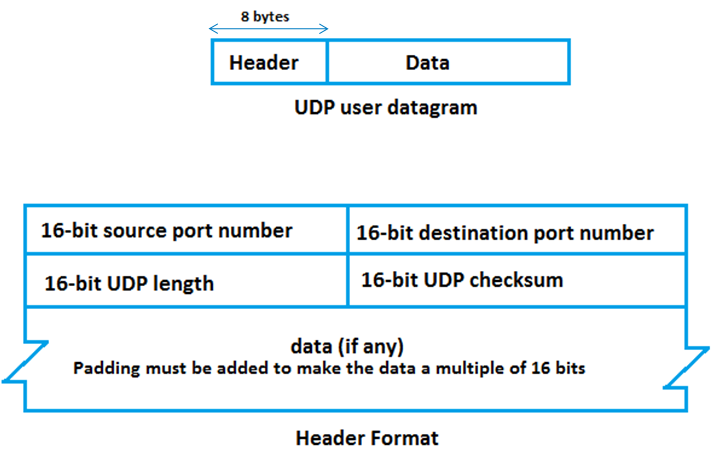 8 bytes
Header
Data
UDP user datagram
16-bit source port number
16-bit destination port number
16-bit UDP length
16-bit UDP checksum
data (if any)
Padding must be added to make the data a multiple of 16 bits
Header Format